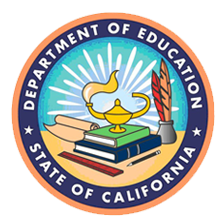 DEPARTMENT OF EDUCATION
STATE OF CALIFORNIA